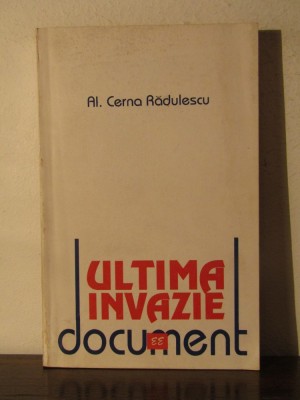 Al. Cerna Rădulescu
ULTIMA
INVAZIE
document